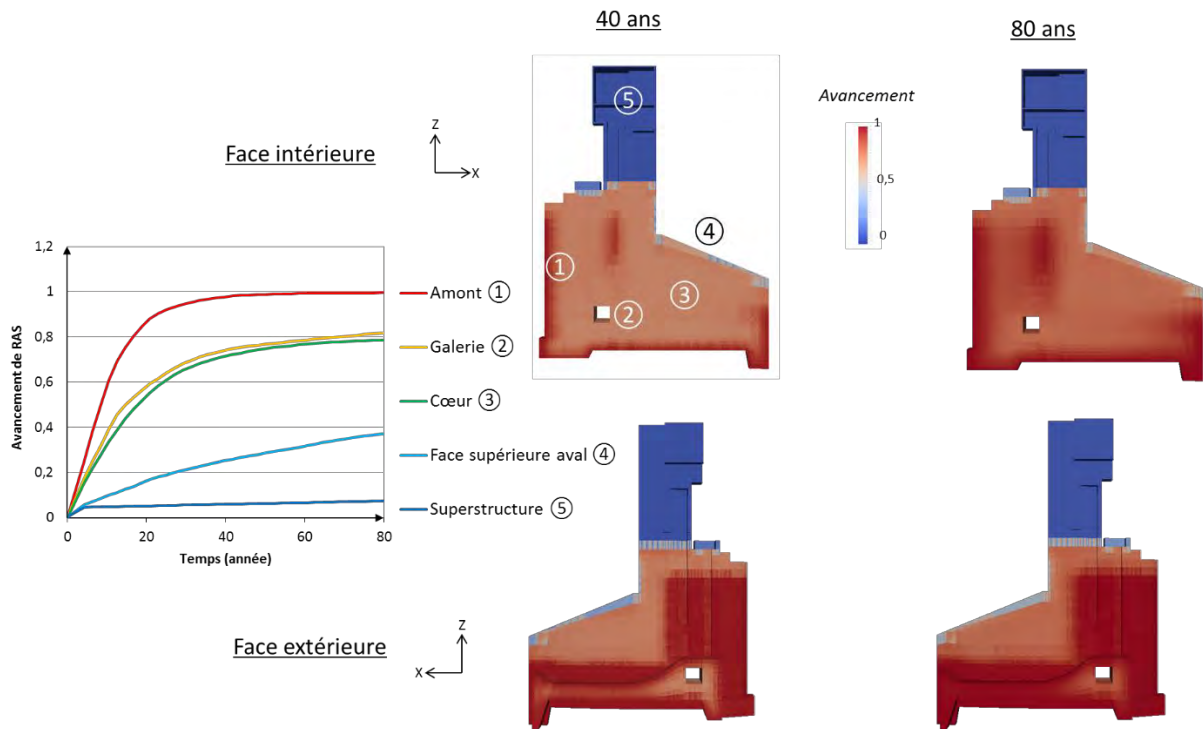 40 ans
80 ans
Avancement
1
0,5
0
Face intérieure
Z
X
5
4
1
3
2
1,2
1
0,8
0,6
0,4
0,2
0
Avancement de RAS
0 20 40 60 80
Temps (année)
Amont ①
Galerie ②
Cœur ③
Face supérieure aval ④
Superstructure ⑤
Face extérieure
Z
X